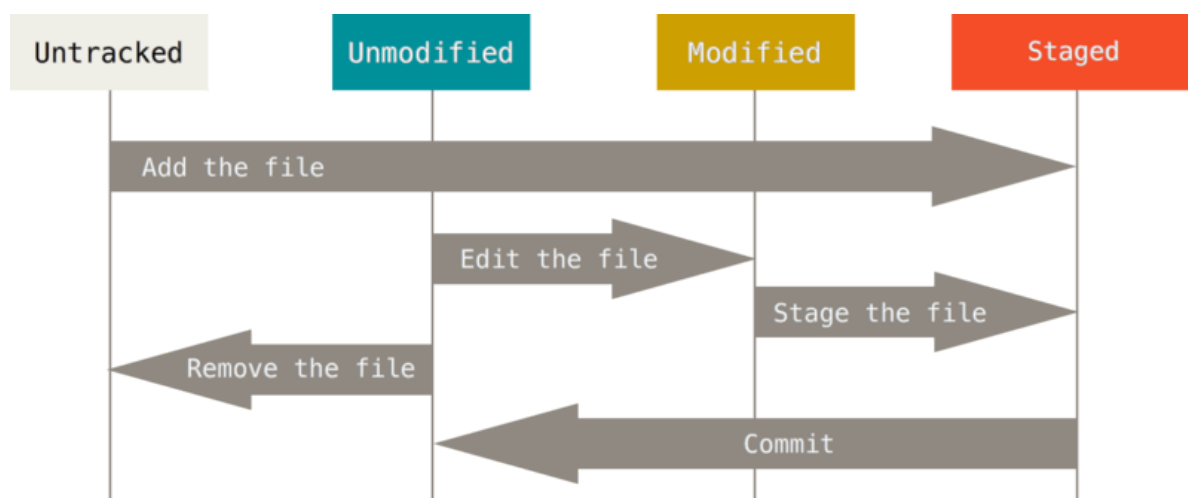 Untracked
Unmodified
Modified
Staged
Add the file
Edit the file
Stage the file
Remove the file
Commit